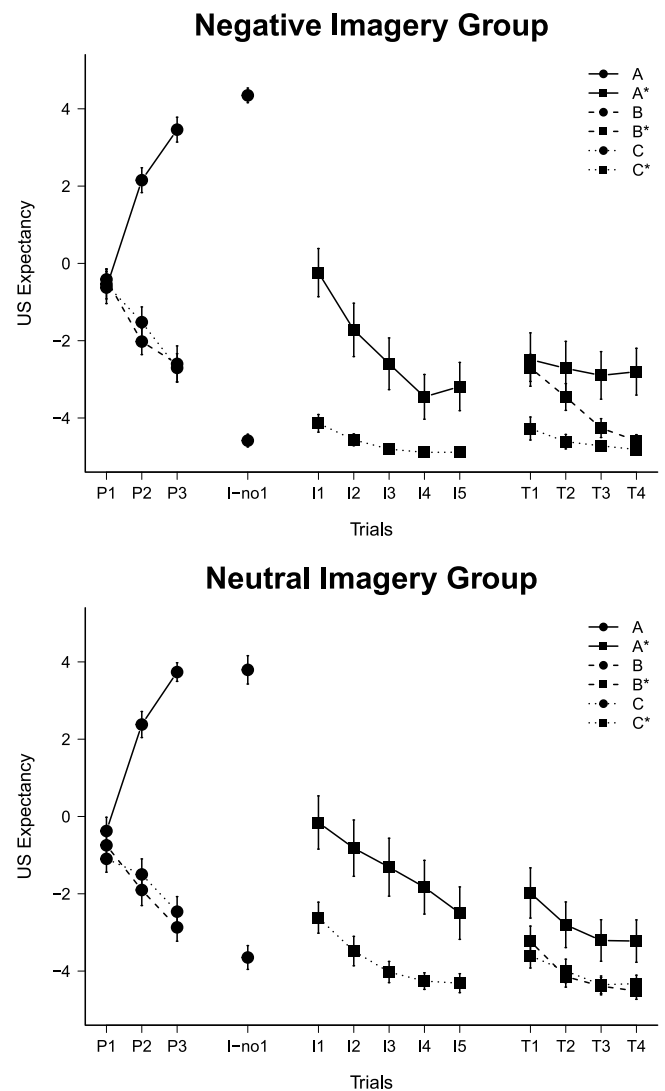 Negative Imagery Group
A
A*
B
B*
C
C*
US Expectancy
4
2
0
−2
−4
P1 P2 P3 I−no1 I1 I2 I3 I4 I5 T1 T2 T3 T4
Trials
Neutral Imagery Group
A
A*
B
B*
C
C*
US Expectancy
4
2
0
−2
−4
P1 P2 P3 I−no1 I1 I2 I3 I4 I5 T1 T2 T3 T4
Trials